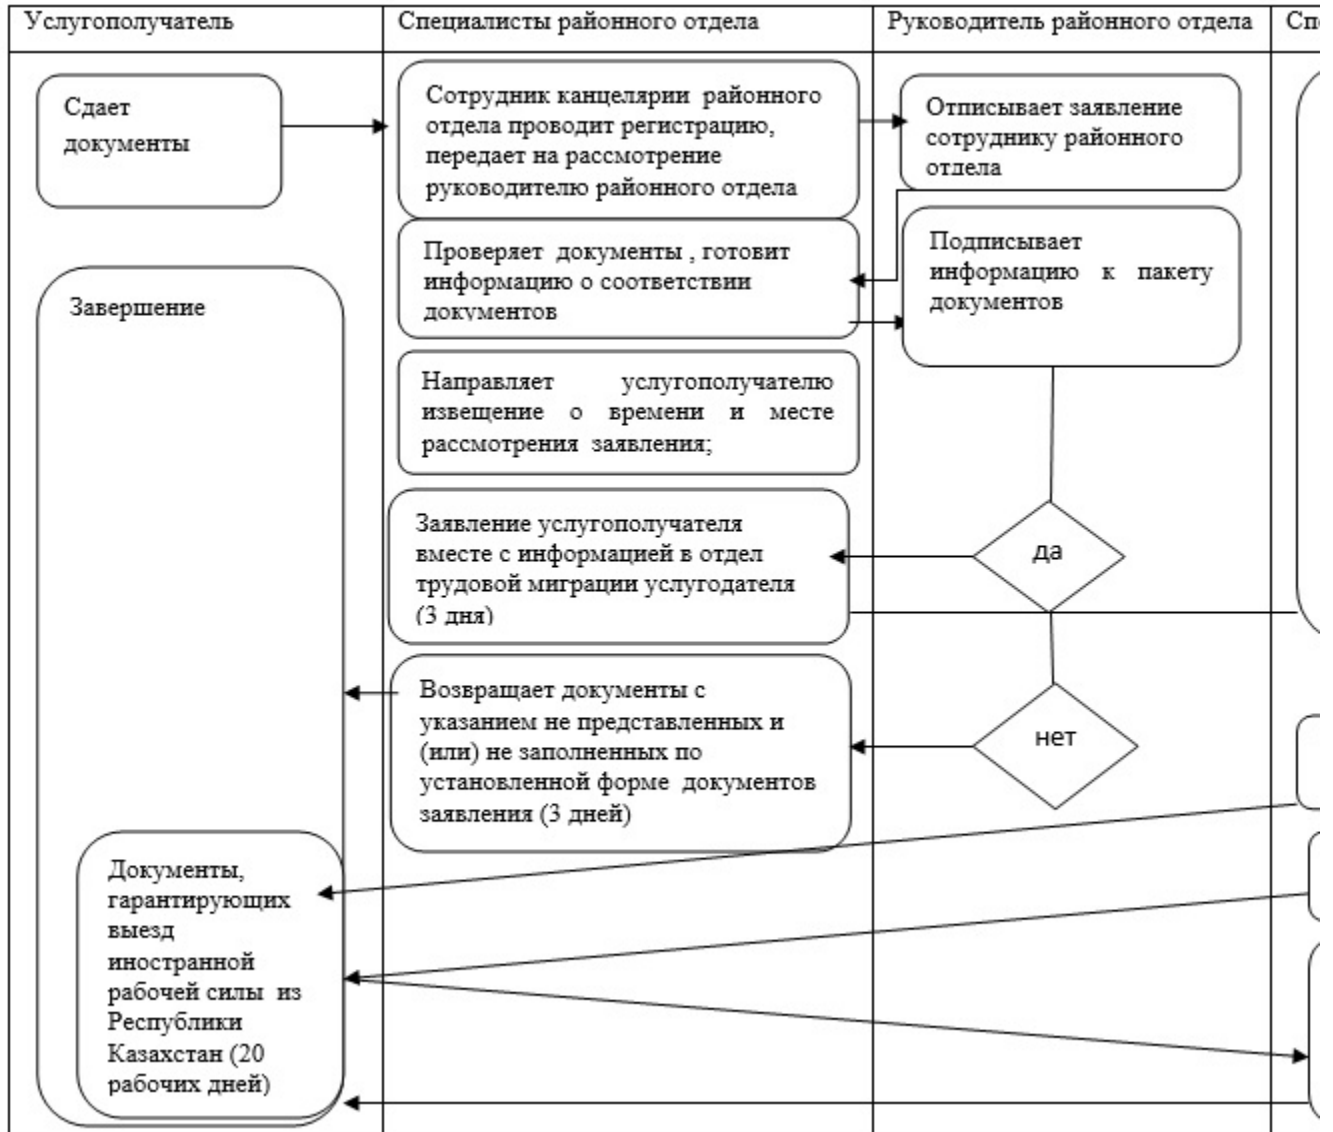 Услугополучатель
Специалисты районного отдела
Руководитель районного отдела
Спе
Сдает
документы
Сотрудник канцелярии районного
отдела проводит регистрацию,
передает на рассмотрение
руководителю районного отдела
Отписывает заявление
сотруднику районного
отдела
Проверяет документы , готовит
информацию о соответствии
документов
Подписывает
информацию к пакету
документов
Завершение
Направляет услугополучателю
извещение о времени и месте
рассмотрения заявления;
Заявление услугополучателя
вместе с информацией в отдел
трудовой миграции услугодателя
(3 дня)
да
Возвращает документы с
указанием не представленных и
(или) не заполненных по
установленной форме документов
заявления (3 дней)
нет
Документы,
гарантирующих
выезд
иностранной
рабочей силы из
Республики
Казахстан (20
рабочих дней)